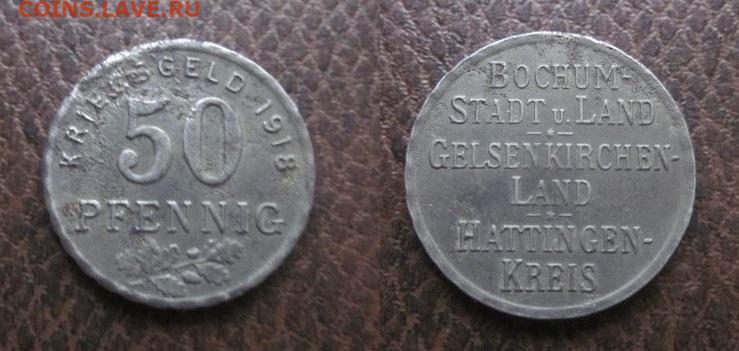 COINS.LAVE.RU
KRIEGSGELD 1918
50
PFENNIG
BOCHUM-
STADT u. LAND
GELSENKIRCHEN-
LAND
HATTINGEN-
KREIS